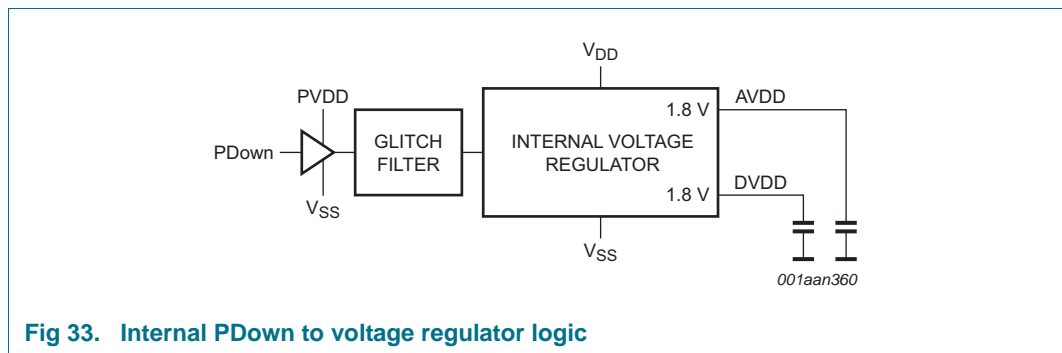 VDD
PVDD
1.8 V
AVDD
GLITCH
FILTER
INTERNAL VOLTAGE
REGULATOR
PDown
1.8 V
DVDD
VSS
VSS
001aan360
Fig 33. Internal PDown to voltage regulator logic